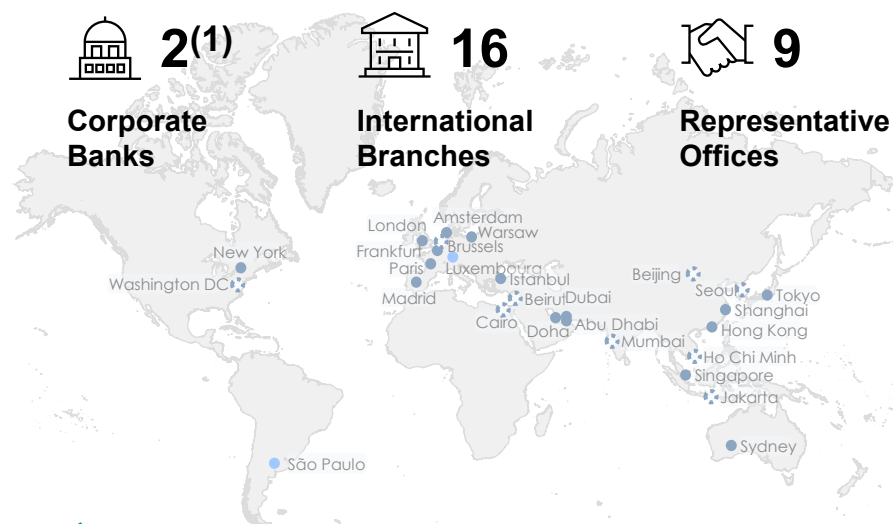 2(1)
16
9
Corporate
Banks
International
Branches
Representative
Offices
London
Amsterdam
Warsaw
Frankfurt
Brussels
Paris
Luxembourg
New York
Washington DC
Madrid
Istanbul
Beirut
Dubai
Cairo
Doha
Abu Dhabi
Mumbai
Beijing
Seoul
Tokyo
Shanghai
Hong Kong
Ho Chi Minh
Singapore
Jakarta
Sydney
São Paulo